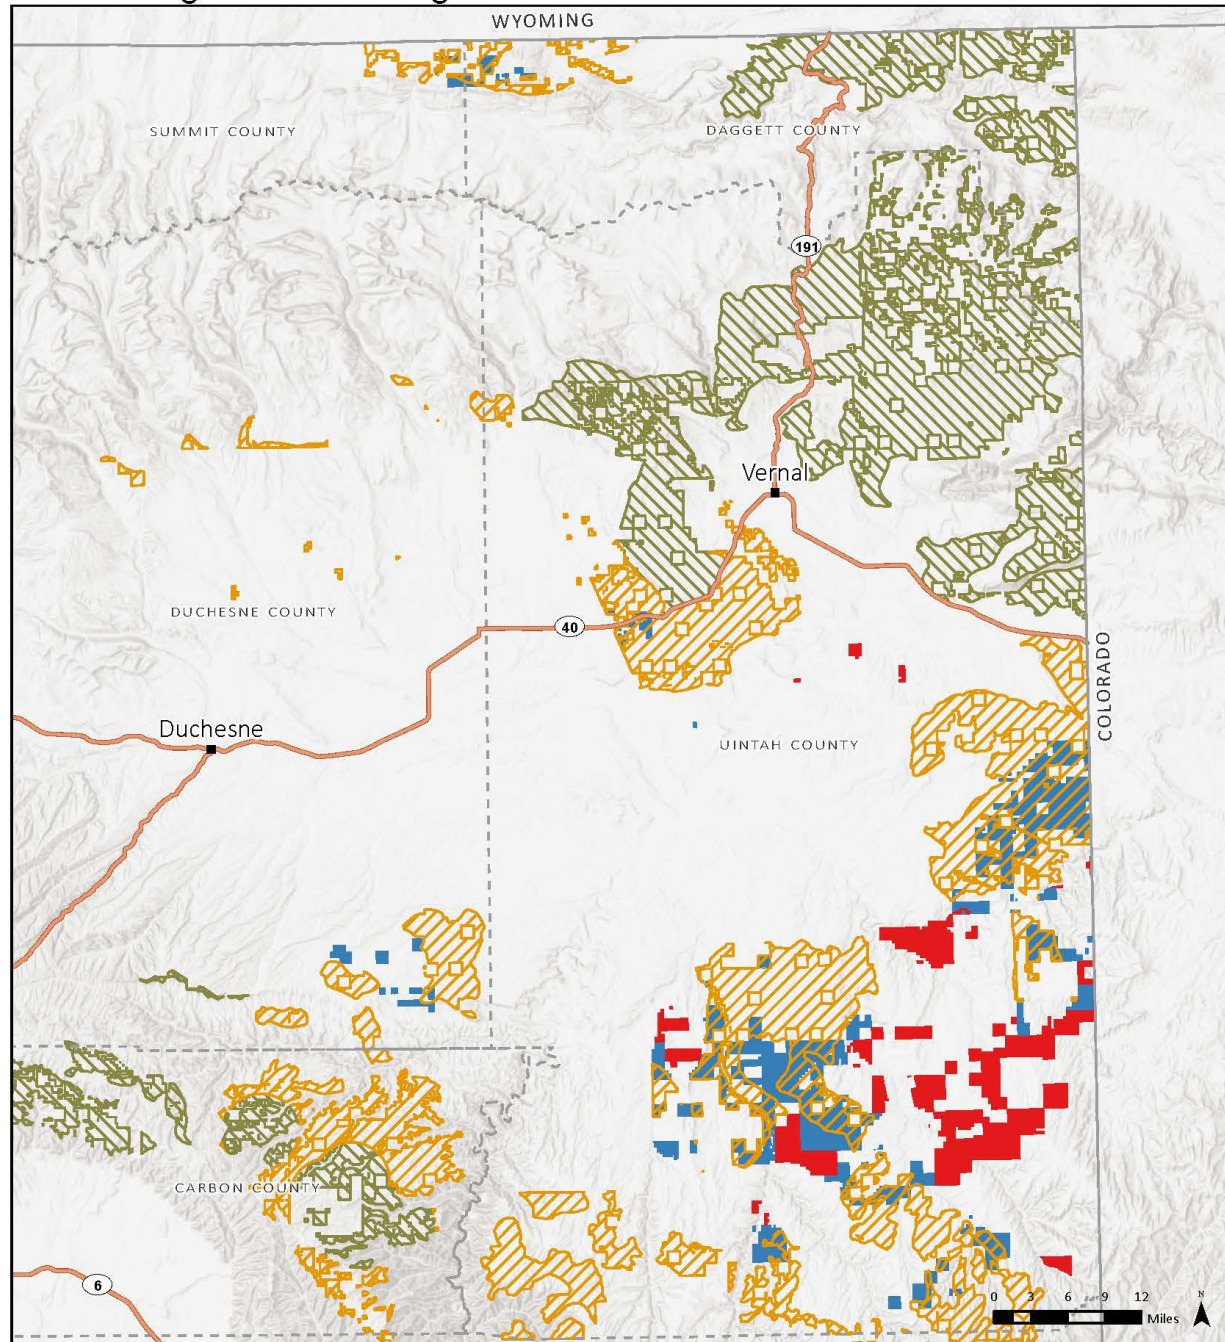 WYOMING
SUMMIT COUNTY
DAGGETT COUNTY
191
Vernal
DUCHESNE COUNTY
40
COLORADO
Duchesne
UINTAH COUNTY
CARBON COUNTY
6
0 3 6 9 12
Miles
N